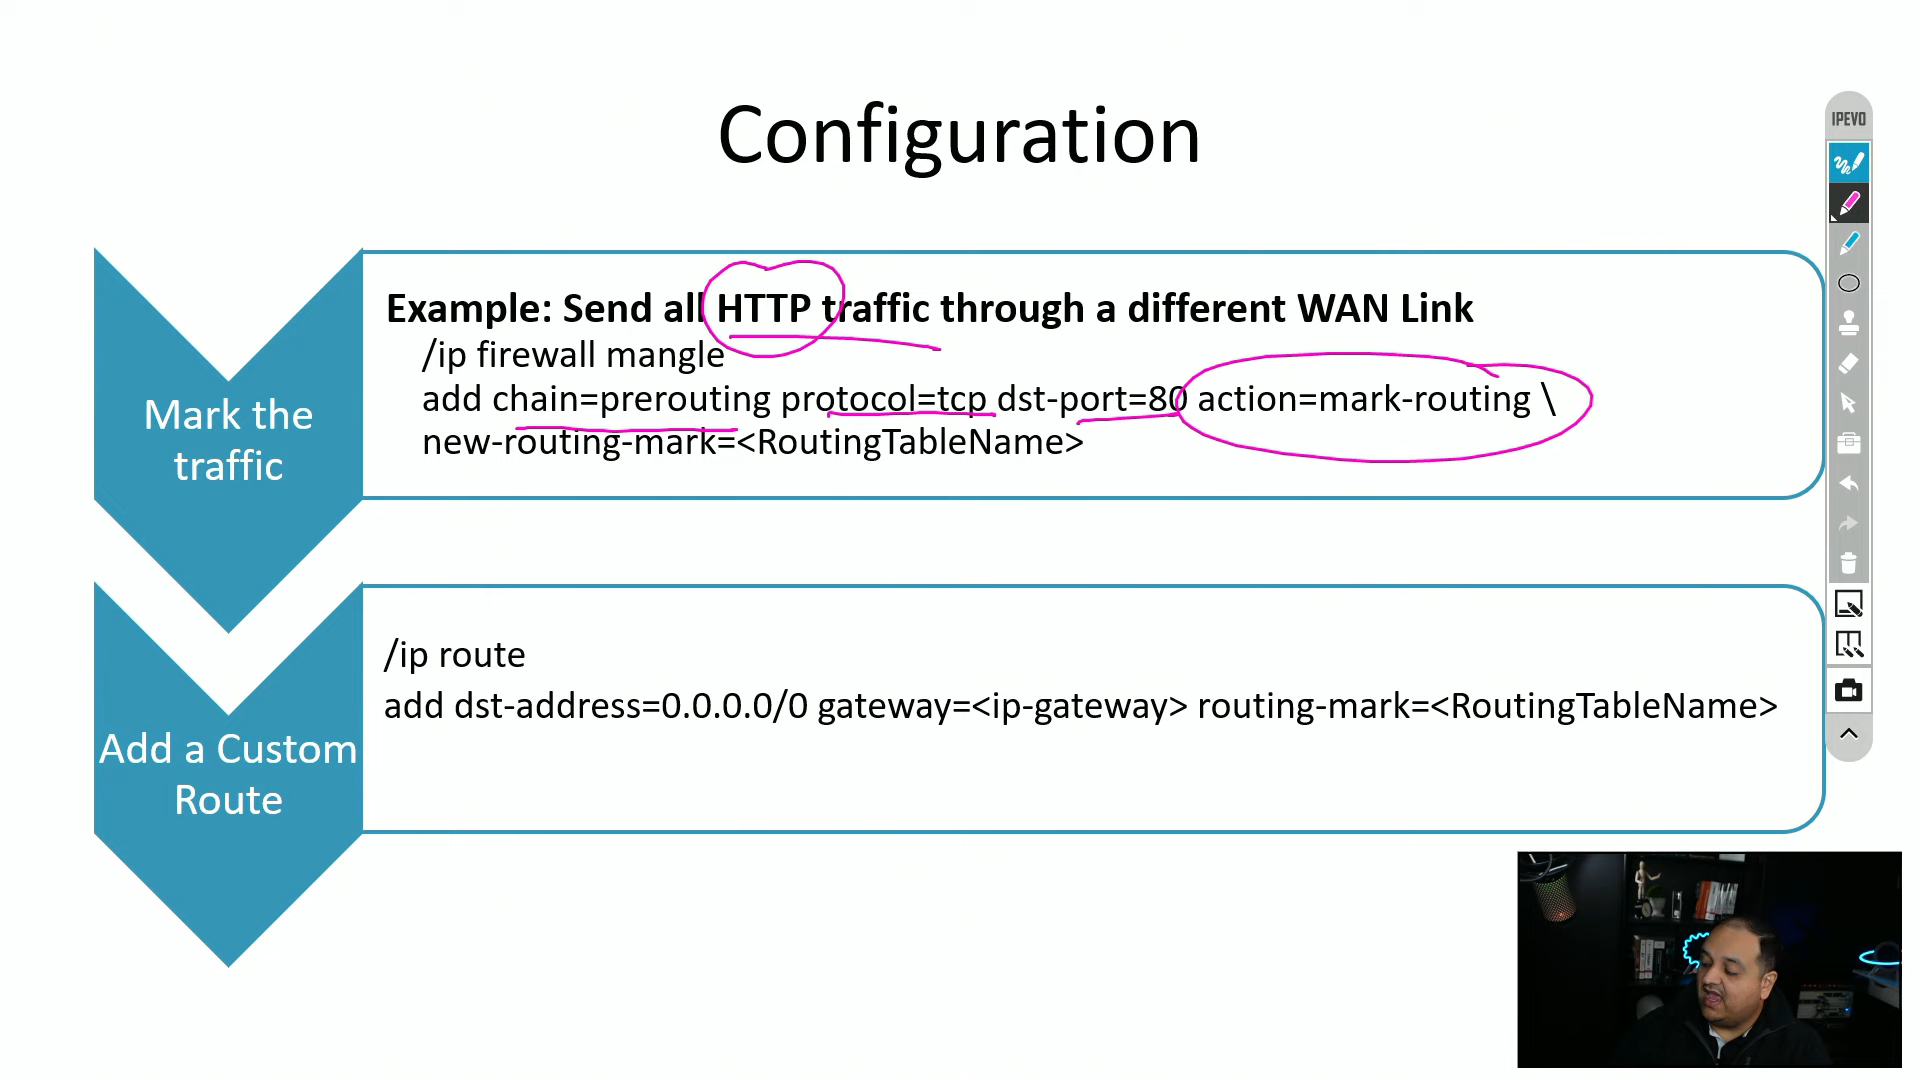 Configuration
Mark the
traffic
Example: Send all HTTP traffic through a different WAN Link
/ip firewall mangle
add chain=prerouting protocol=tcp dst-port=80 action=mark-routing \
new-routing-mark=<RoutingTableName>
Add a Custom
Route
/ip route
add dst-address=0.0.0.0/0 gateway=<ip-gateway> routing-mark=<RoutingTableName>
IPEVO